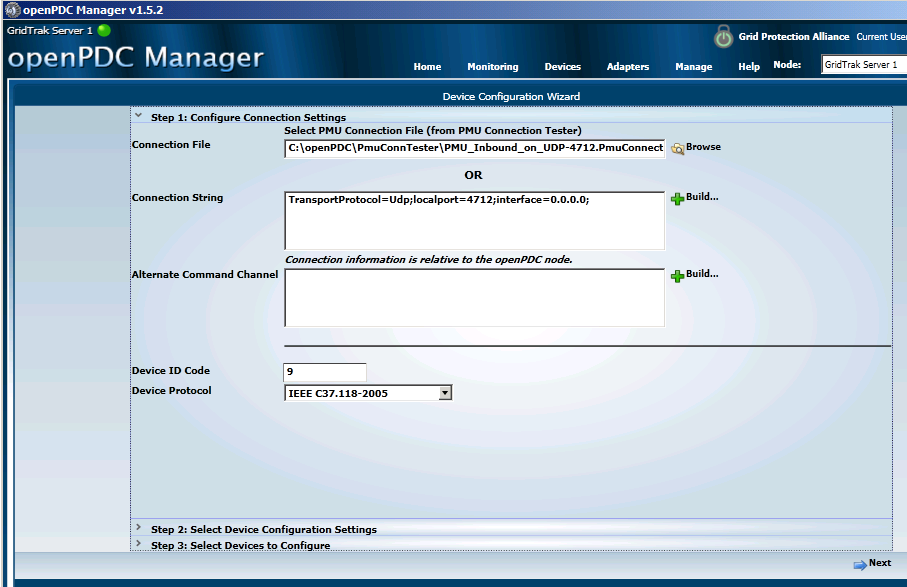 openPDC Manager v1.5.2
GridTrak Server 1
Grid Protection Alliance Current User
openPDC Manager
Home Monitoring Devices Adapters Manage Help Node: GridTrak Server 1
Device Configuration Wizard
Step 1: Configure Connection Settings
Select PMU Connection File (from PMU Connection Tester)
Connection File C:\openPDC\PmuConnTester\PMU_Inbound_on_UDP-4712.PmuConnect Browse
OR
Connection String TransportProtocol=Udp;localport=4712;interface=0.0.0.0; Build...
Connection information is relative to the openPDC node.
Alternate Command Channel Build...
Device ID Code 9
Device Protocol IEEE C37.118-2005
Step 2: Select Device Configuration Settings
Step 3: Select Devices to Configure
Next